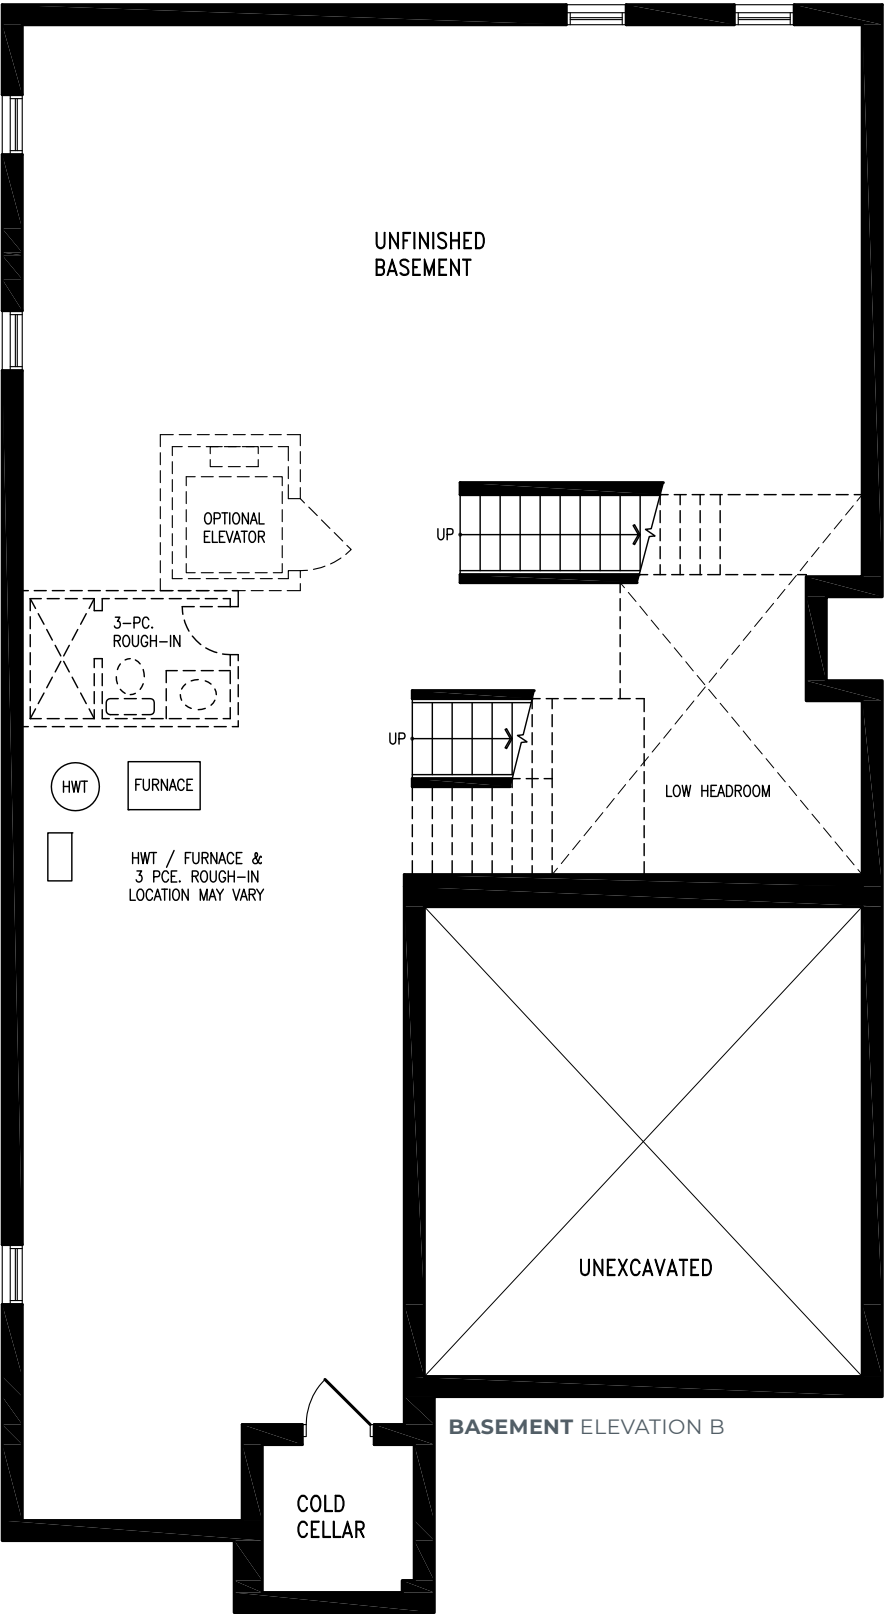 UNFINISHED
BASEMENT
OPTIONAL
ELEVATOR
UP
3-PC.
ROUGH-IN
UP
HWT
FURNACE
LOW HEADROOM
HWT / FURNACE &
3 PCE. ROUGH-IN
LOCATION MAY VARY
UNEXCAVATED
BASEMENT ELEVATION B
COLD
CELLAR